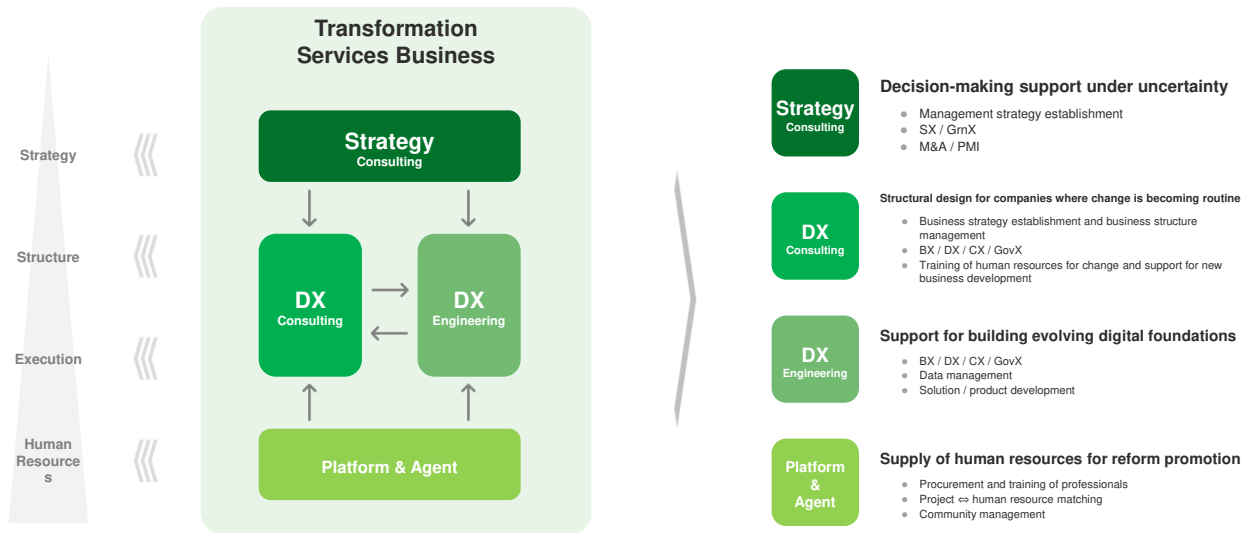 Transformation
Services Business
Strategy
Structure
Execution
Human
Resource
s
Strategy
Consulting
DX
Consulting
DX
Engineering
Platform & Agent
Strategy
Consulting
Decision-making support under uncertainty
Management strategy establishment
SX / GrnX
M&A / PMI
DX
Consulting
Structural design for companies where change is becoming routine
Business strategy establishment and business structure
management
BX / DX / CX / GovX
Training of human resources for change and support for new
business development
DX
Engineering
Support for building evolving digital foundations
BX / DX / CX / GovX
Data management
Solution / product development
Platform
&
Agent
Supply of human resources for reform promotion
Procurement and training of professionals
Project ⇔ human resource matching
Community management